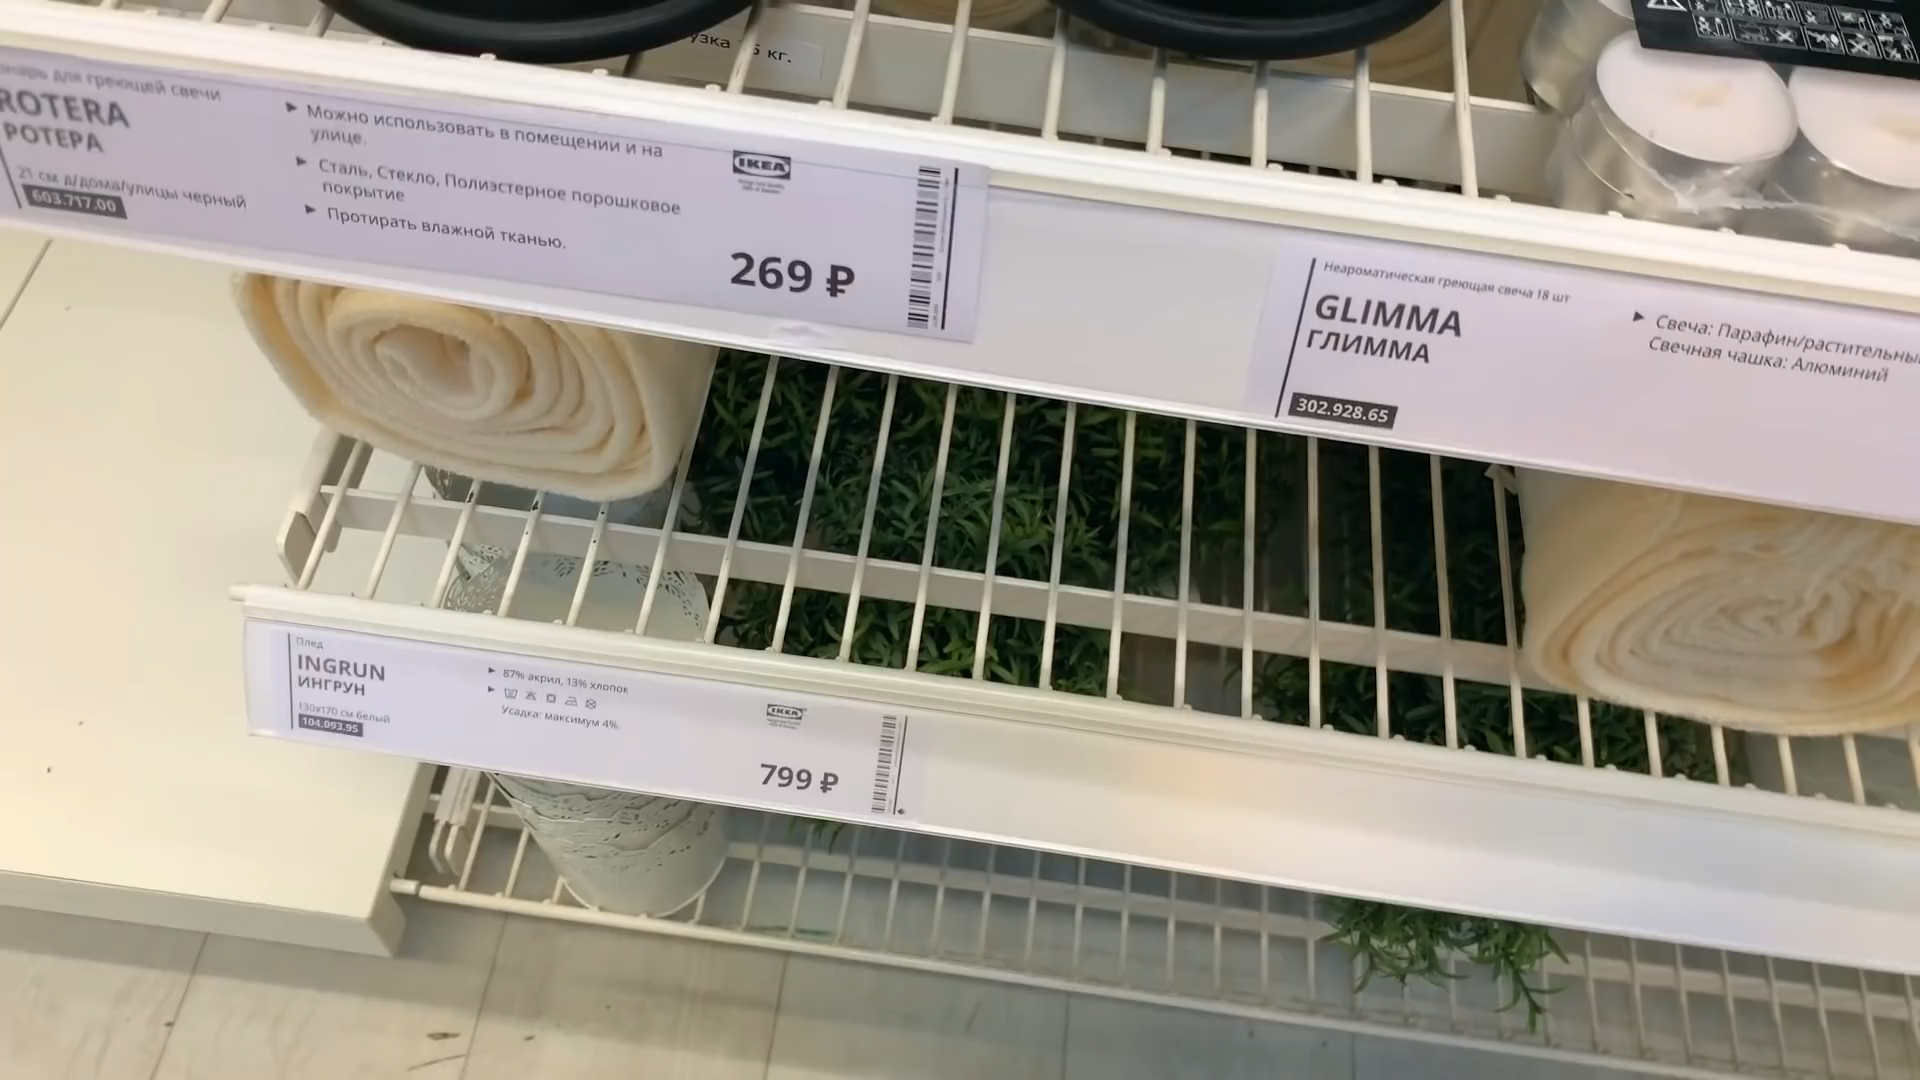 кг.
для греющей свечи
ROTERA
РОТЕРА
21 см д/дома/улицы черный
603.717.00
► Можно использовать в помещении и на
улице.
► Сталь, Стекло, Полиэстерное порошковое
покрытие
► Протирать влажной тканью.
IKEA
269 ₽
Неароматическая греющая свеча 18 шт
GLIMMA
ГЛИММА
302.928.65
► Свеча: Парафин/растительны
Свечная чашка: Алюминий
Плед
INGRUN
ИНГРУН
130x170 см белый
104.093.95
► 87% акрил, 13% хлопок
►
Усадка: максимум 4%.
IKEA
799 ₽